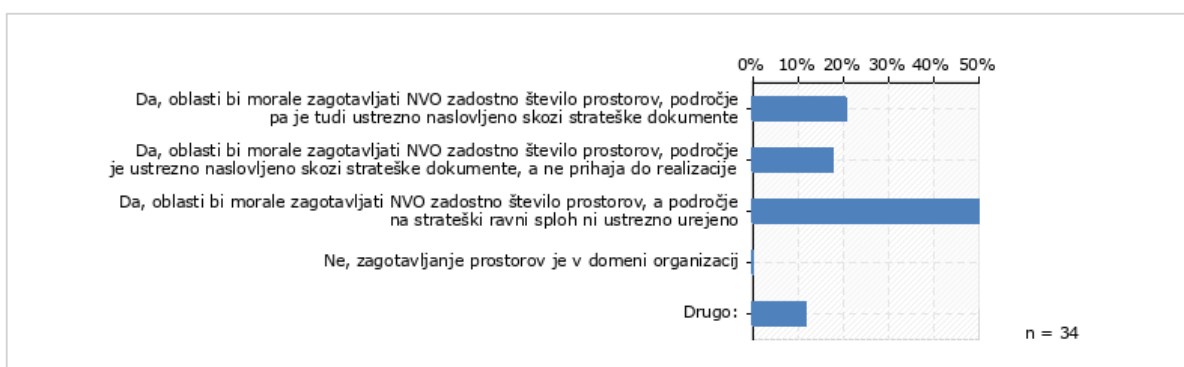 0% 10% 20% 30% 40% 50%
Da, oblasti bi morale zagotavljati NVO zadostno število prostorov, področje
pa je tudi ustrezno naslovljeno skozi strateške dokumente
Da, oblasti bi morale zagotavljati NVO zadostno število prostorov, področje
je ustrezno naslovljeno skozi strateške dokumente, a ne prihaja do realizacije
Da, oblasti bi morale zagotavljati NVO zadostno število prostorov, a področje
na strateški ravni sploh ni ustrezno urejeno
Ne, zagotavljanje prostorov je v domeni organizacij
Drugo:
n = 34